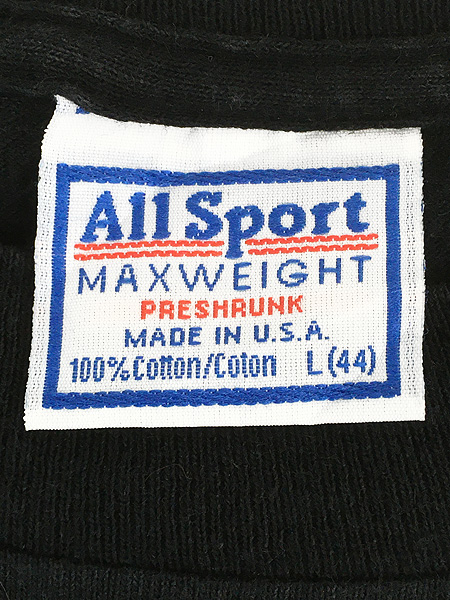 All Sport
MAXWEIGHT
PRESHRUNK
MADE IN U.S.A.
100% Cotton/Coton L (44)